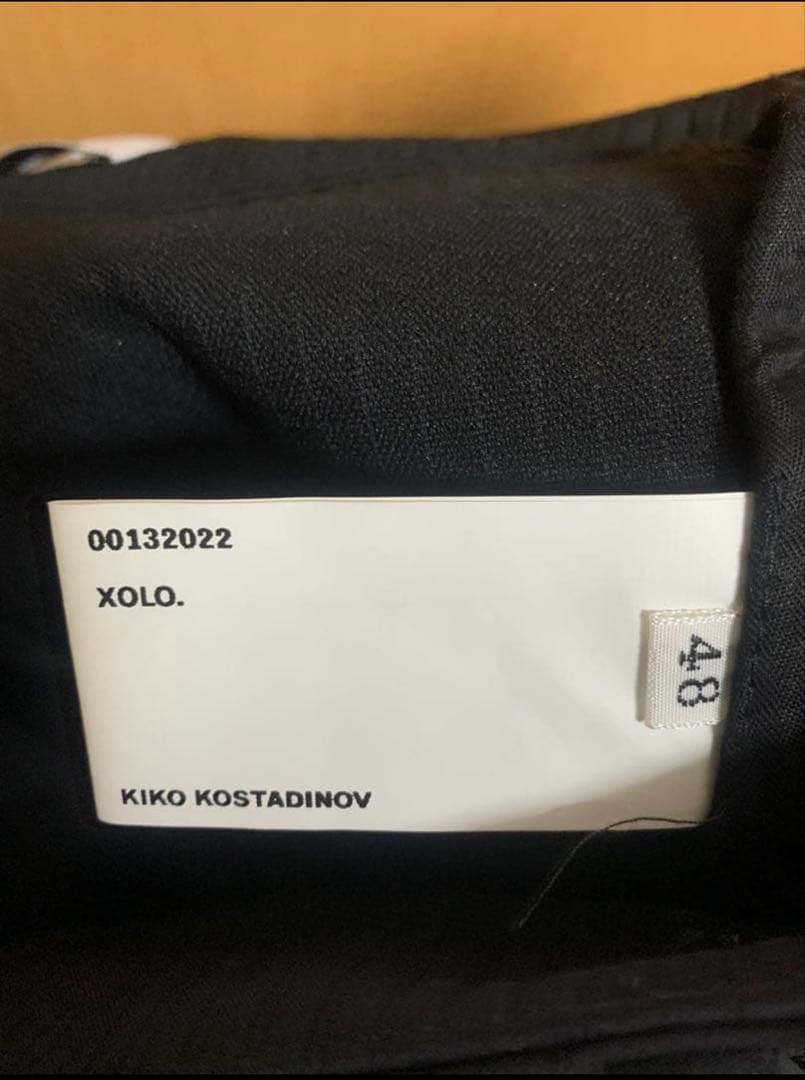 00132022
XOLO.
48
KIKO KOSTADINOV